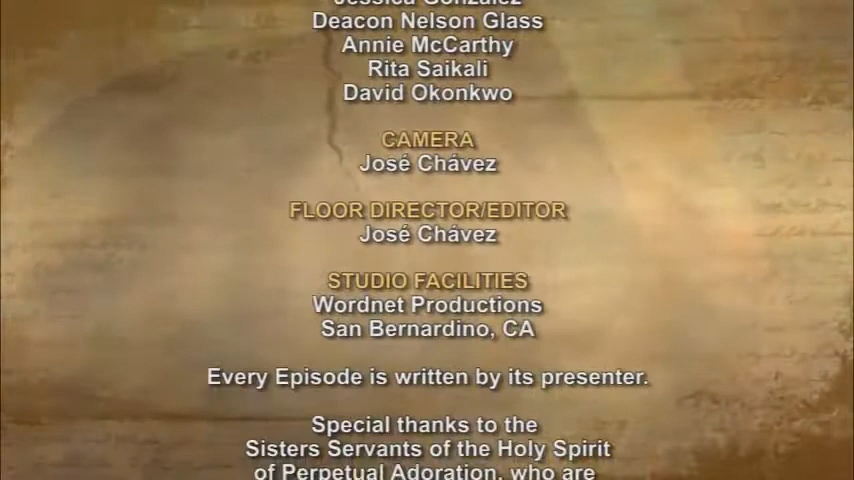 Jessica Gonzalez
Deacon Nelson Glass
Annie McCarthy
Rita Saikali
David Okonkwo
CAMERA
José Chávez
FLOOR DIRECTOR/EDITOR
José Chávez
STUDIO FACILITIES
Wordnet Productions
San Bernardino, CA
Every Episode is written by its presenter.
Special thanks to the
Sisters Servants of the Holy Spirit
of Perpetual Adoration, who are